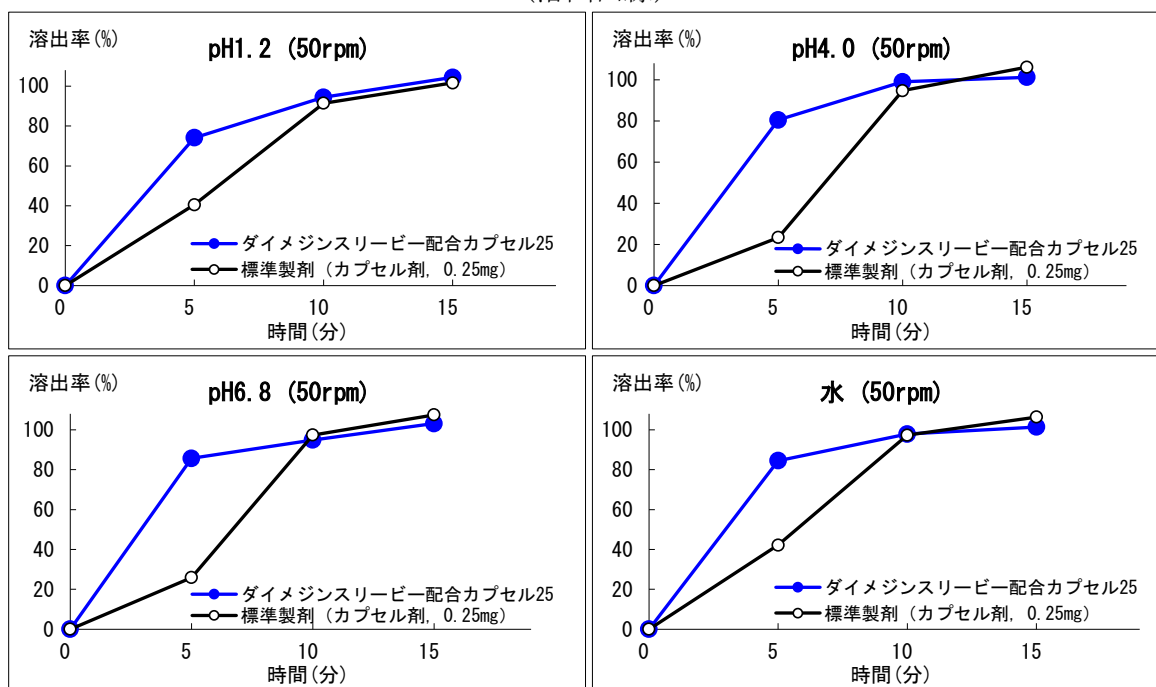 溶出率(%)
pH1.2 (50rpm)
100
80
60
40
20
0
ダイメジンスリービー配合カプセル25
標準製剤 (カプセル剤, 0.25mg)
0 5 10 15
時間(分)
溶出率(%)
pH4.0 (50rpm)
100
80
60
40
20
0
ダイメジンスリービー配合カプセル25
標準製剤 (カプセル剤, 0.25mg)
0 5 10 15
時間(分)
溶出率(%)
pH6.8 (50rpm)
100
80
60
40
20
0
ダイメジンスリービー配合カプセル25
標準製剤 (カプセル剤, 0.25mg)
0 5 10 15
時間(分)
溶出率(%)
水 (50rpm)
100
80
60
40
20
0
ダイメジンスリービー配合カプセル25
標準製剤 (カプセル剤, 0.25mg)
0 5 10 15
時間(分)